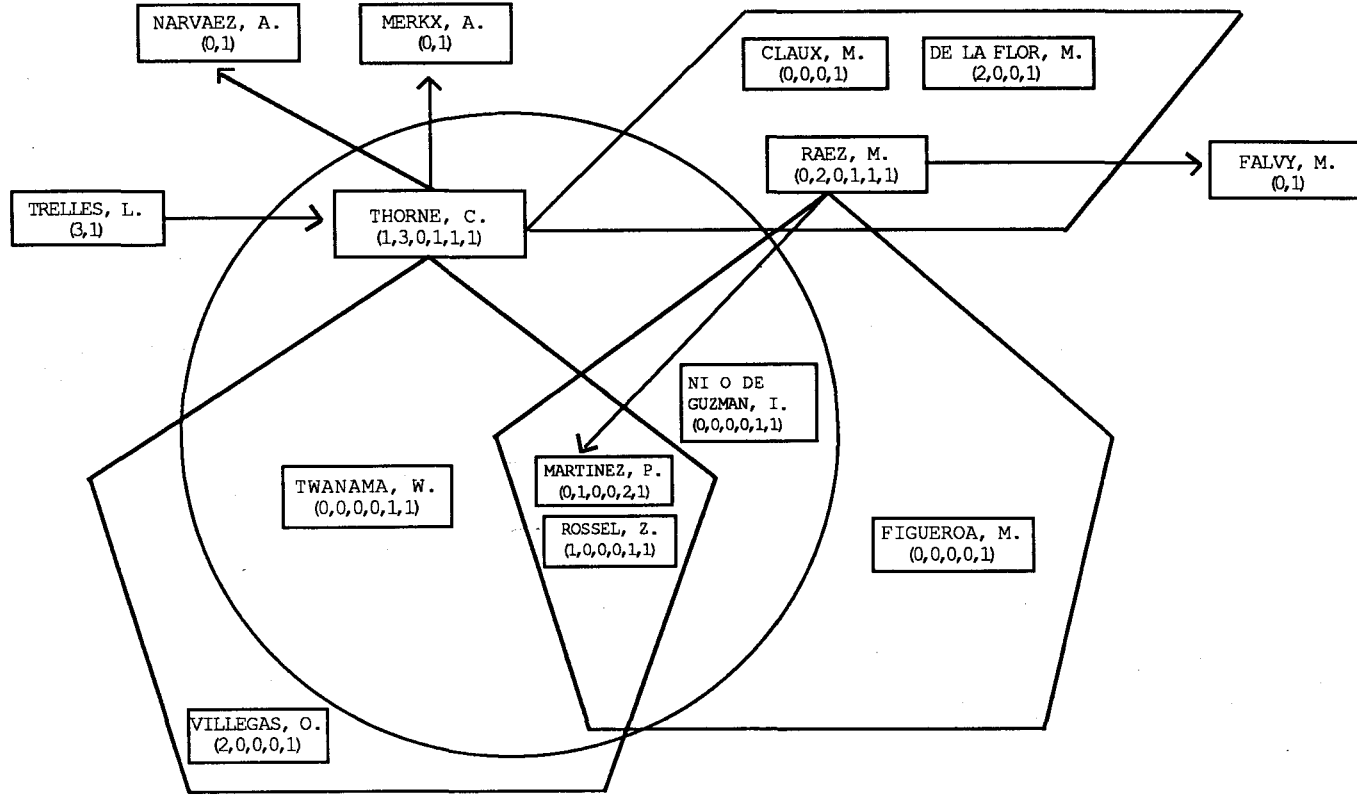 NARVAEZ, A.
(0,1)
MERKX, A.
(0,1)
CLAUX, M.
(0,0,0,1)
DE LA FLOR, M.
(2,0,0,1)
RAEZ, M.
(0,2,0,1,1,1)
FALVY, M.
(0,1)
TRELLES, L.
(3,1)
THORNE, C.
(1,3,0,1,1,1)
NI O DE
GUZMAN, I.
(0,0,0,0,1,1)
MARTINEZ, P.
(0,1,0,0,2,1)
TWANAMA, W.
(0,0,0,0,1,1)
ROSSEL, Z.
(1,0,0,0,1,1)
FIGUEROA, M.
(0,0,0,0,1)
VILLEGAS, O.
(2,0,0,0,1)